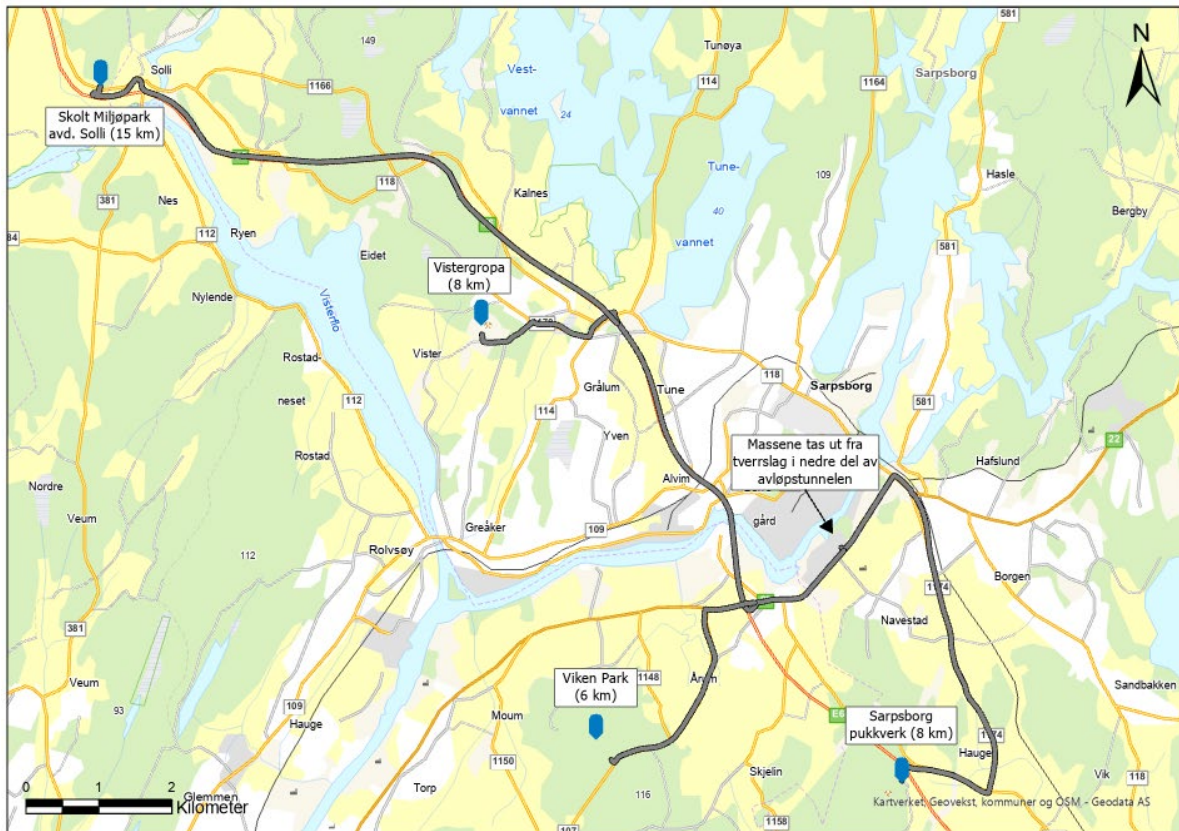 581
N
149
Solli
Tunøya
114
1164
Sarpsborg
Vest-
vannet
24
1166
Skolt Miljøpark
avd. Solli (15 km)
Tune-
Hasle
109
118
Kalnes
40
381
Nes
Bergby
vannet
Ryen
112
84
Eidet
581
Vistergropa
(8 km)
Nylende
Visterflo
Vister
Rostad-
neset
Grålum
Tune
118
Sarpsborg
112
114
581
Yven
22
Massene tas ut fra
tverrslag i nedre del av
avløpstunnelen
Rostad
Hafslund
Alvim
Nordre
Veum
gård
Greåker
109
112
Rolvsøy
Borgen
1174
Navestad
381
Viken Park
(6 km)
1148
Årum
Veum
Sandbakken
93
109
Hauge
Moum
E6
Sarpsborg
pukkverk (8 km)
Hauge
1150
Skjelin
Vik
118
Torp
0
1
2
Kilometer
Glemmen
116
Kartverket, Geovekst, kommuner og OSM - Geodata AS
107
1158